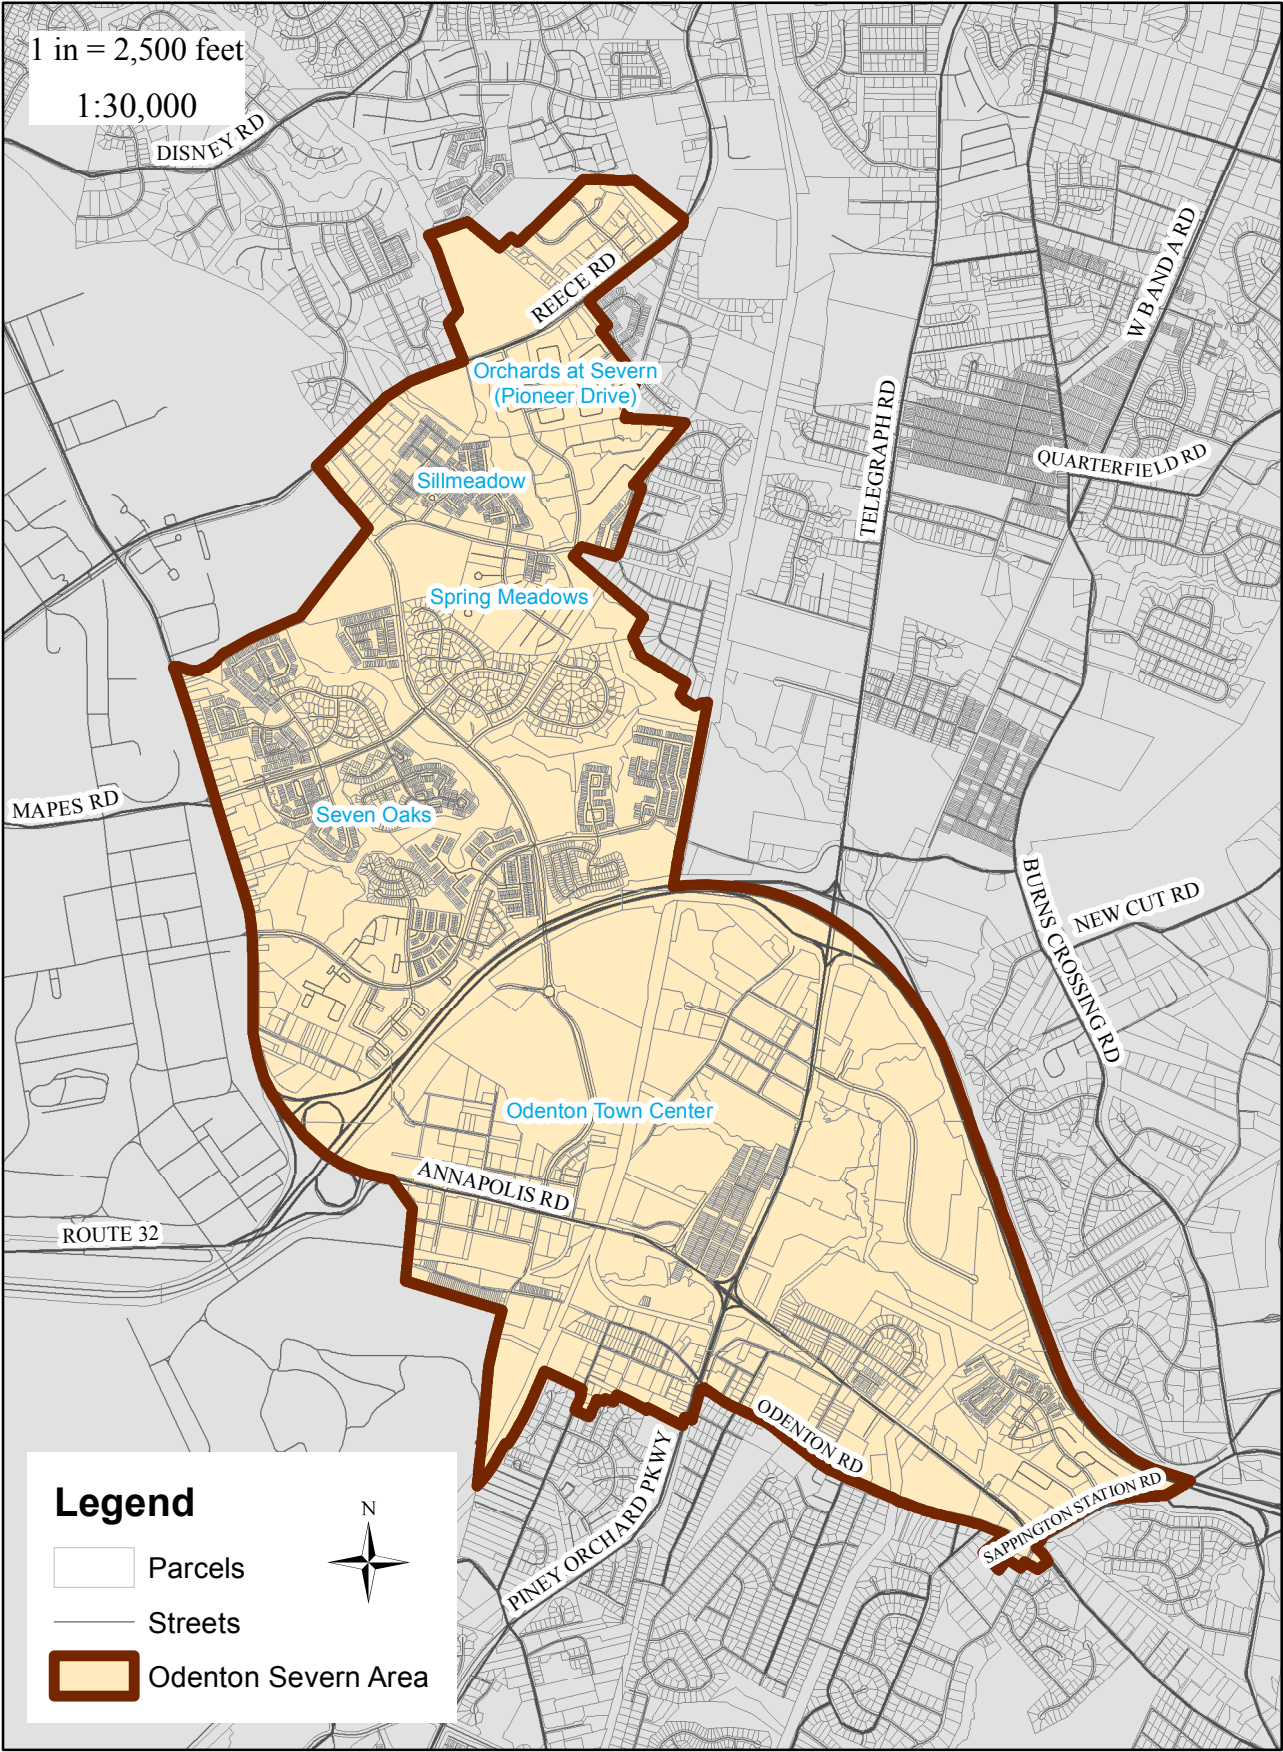 1 in = 2,500 feet
1:30,000
DISNEY RD
W B AND A RD
REECE RD
Orchards at Severn
(Pioneer Drive)
TELEGRAPH RD
QUARTERFIELD RD
Sillmeadow
Spring Meadows
MAPES RD
Seven Oaks
BURNS CROSSING RD
NEW CUT RD
Odenton Town Center
ANNAPOLIS RD
ROUTE 32
ODENTON RD
PINEY ORCHARD PKWY
SAPPINGTON STATION RD
Legend
N
Parcels
Streets
Odenton Severn Area